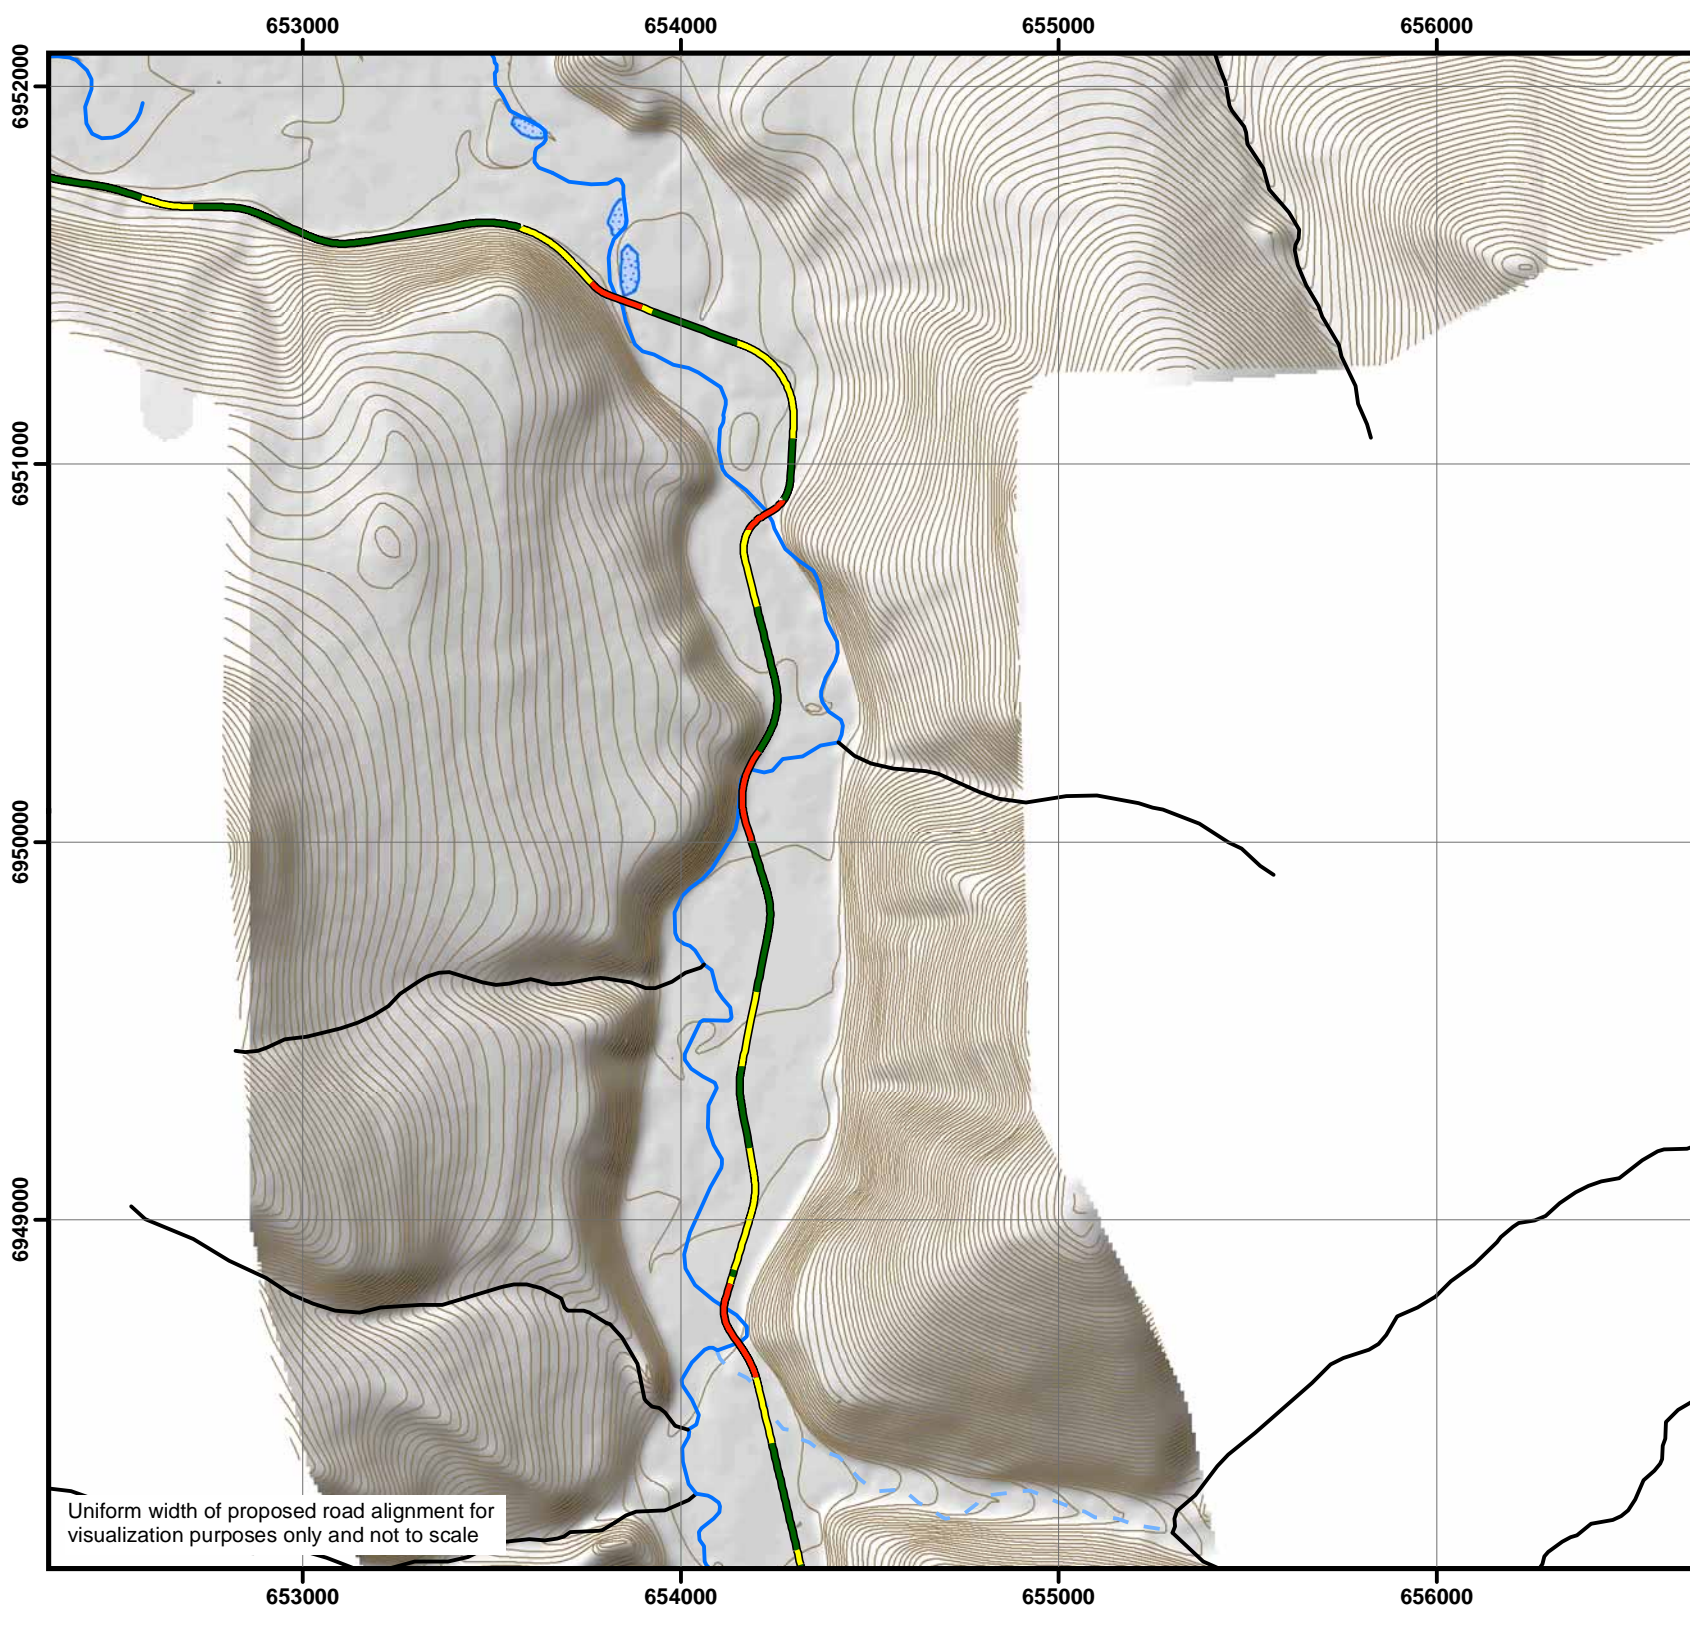 653000 654000 655000 656000
6952000
6951000
6950000
6949000
Uniform width of proposed road alignment for
visualization purposes only and not to scale
653000 654000 655000 656000